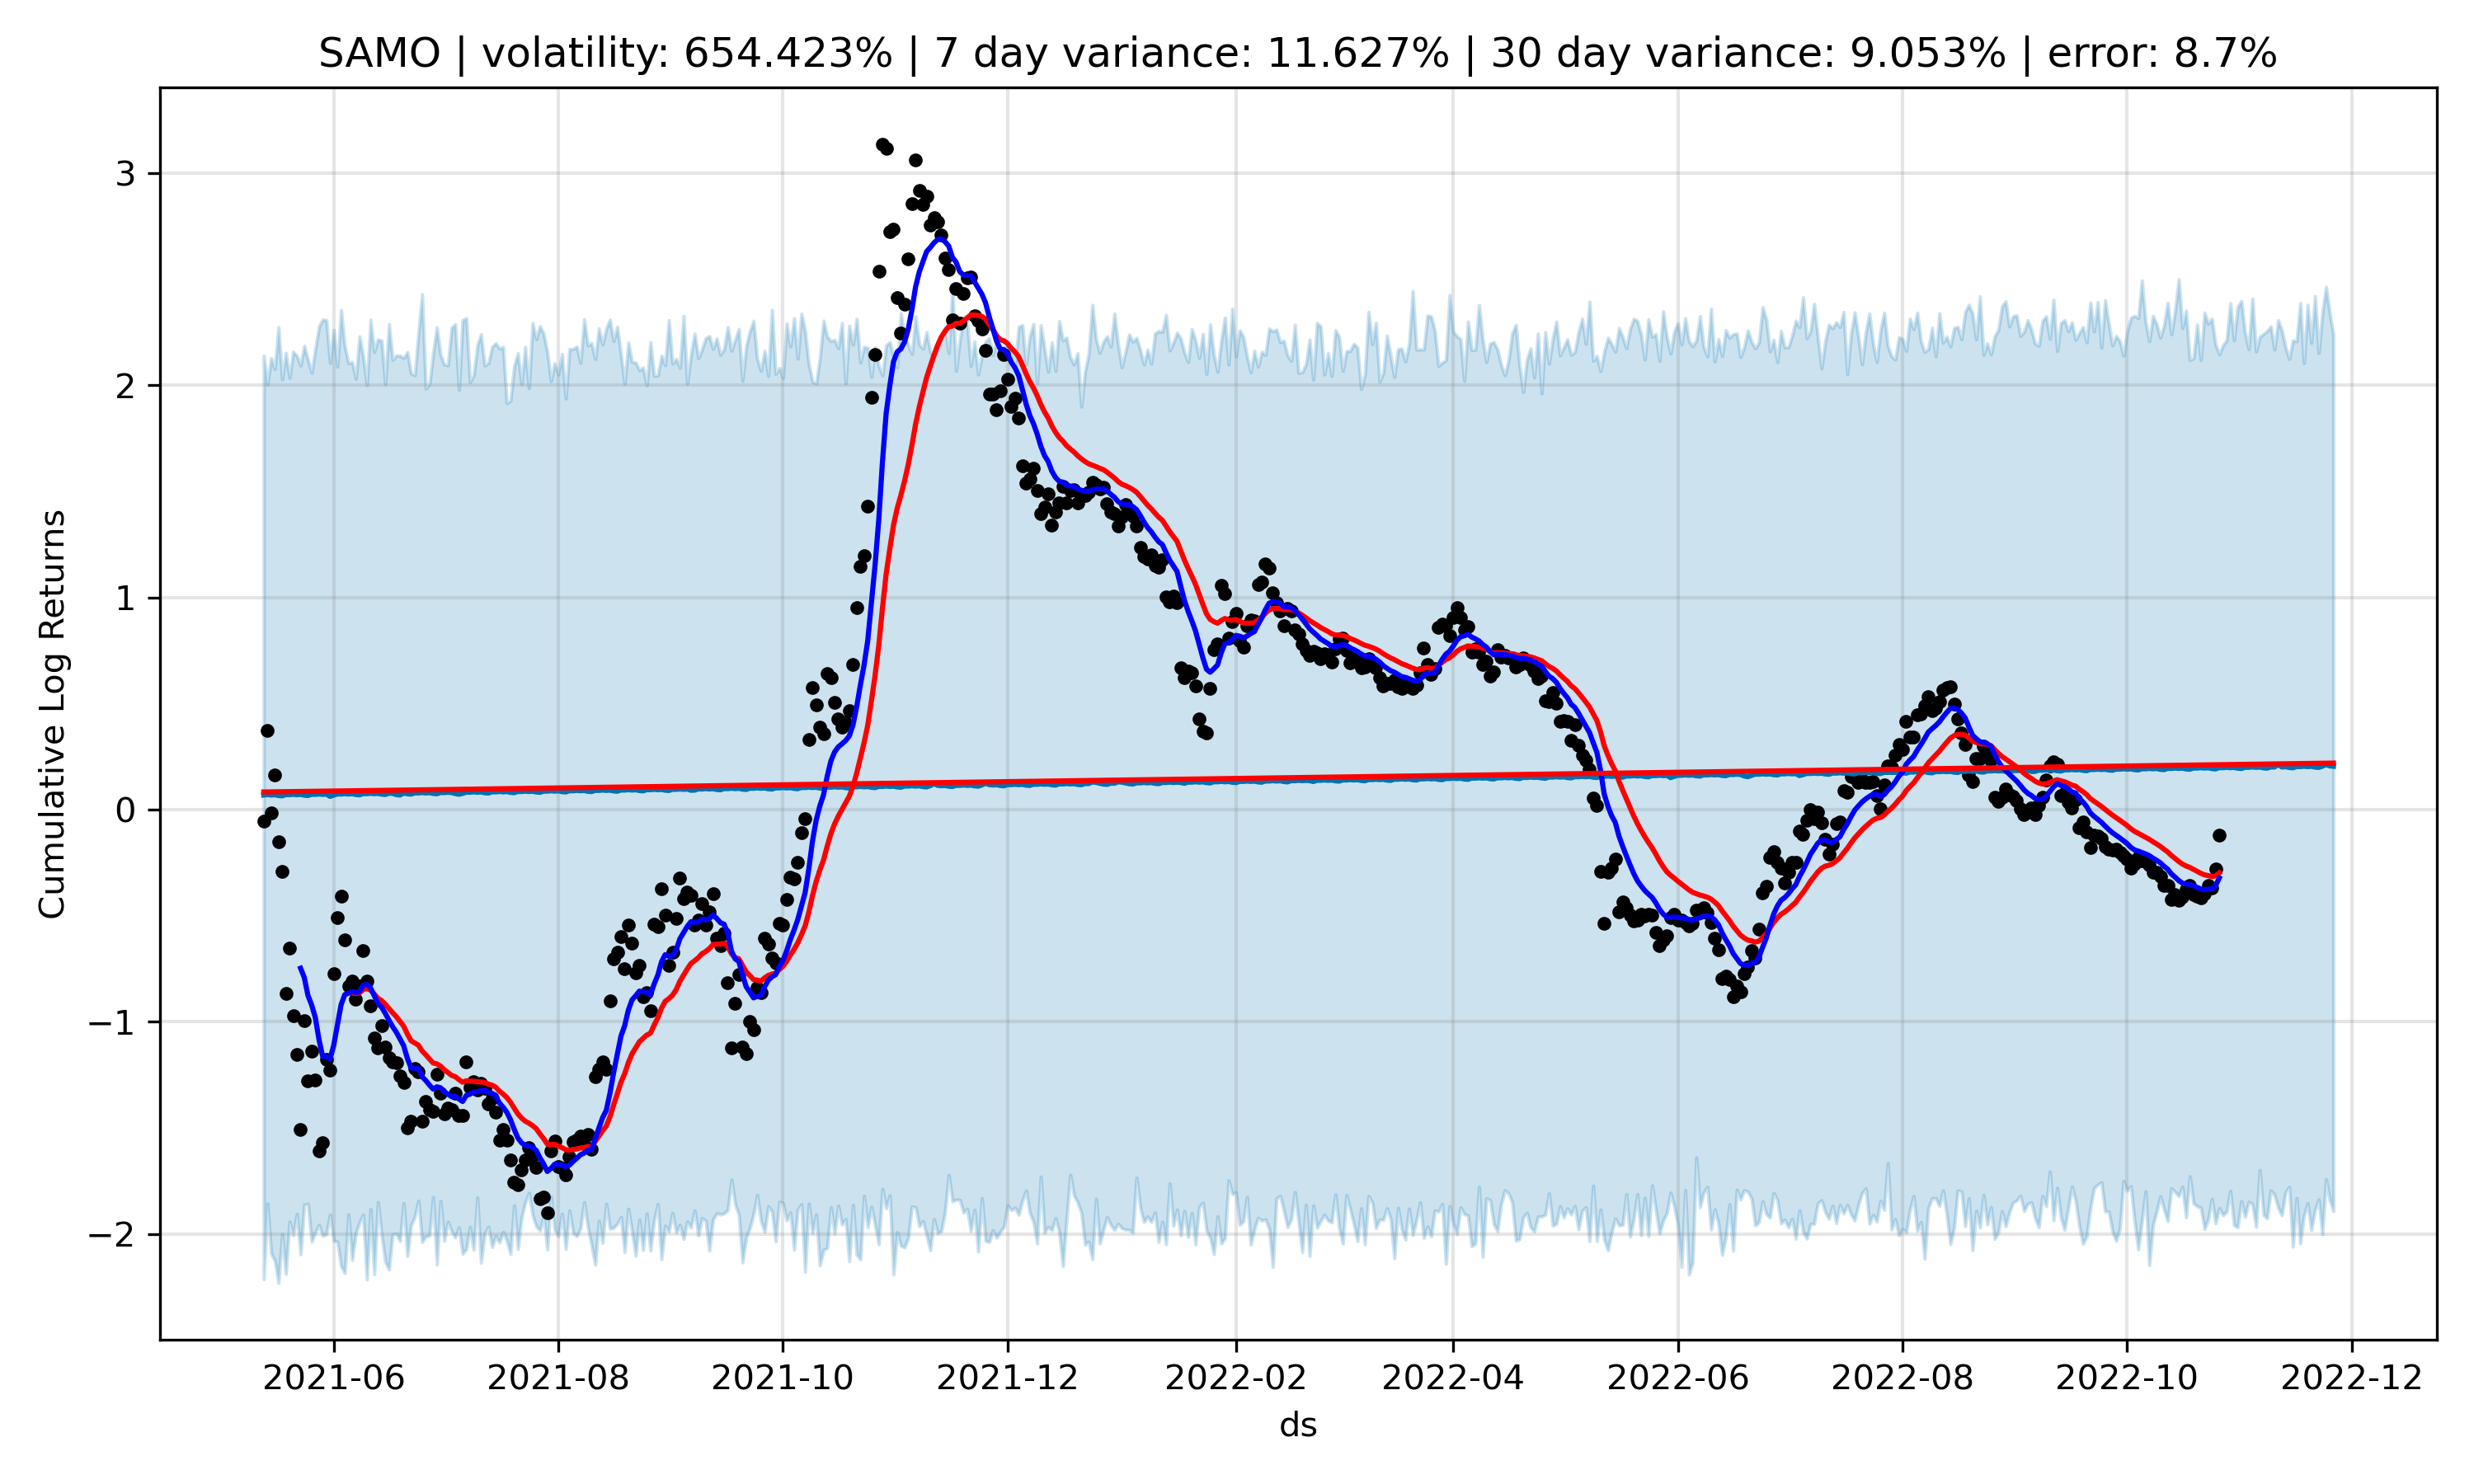 SAMO | volatility: 654.423% | 7 day variance: 11.627% | 30 day variance: 9.053% | error: 8.7%
Cumulative Log Returns
3
2
1
0
−1
−2
2021-06 2021-08 2021-10 2021-12 2022-02 2022-04 2022-06 2022-08 2022-10 2022-12
ds